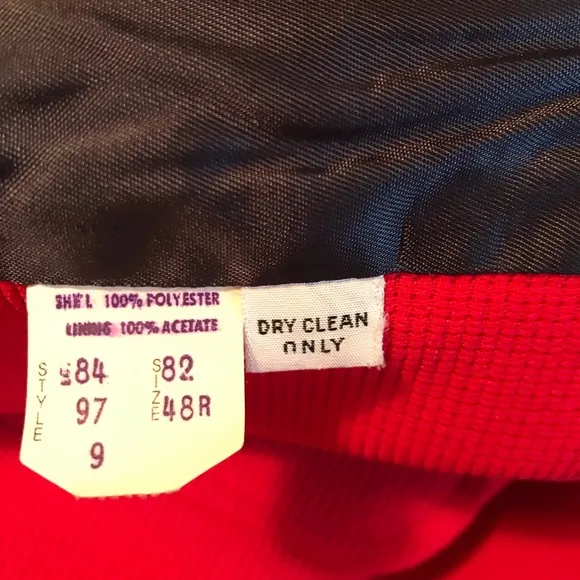 SHELL 100% POLYESTER
LINING 100% ACETATE
STYLE
84
97
9
SIZE
82
48R
DRY CLEAN
ONLY